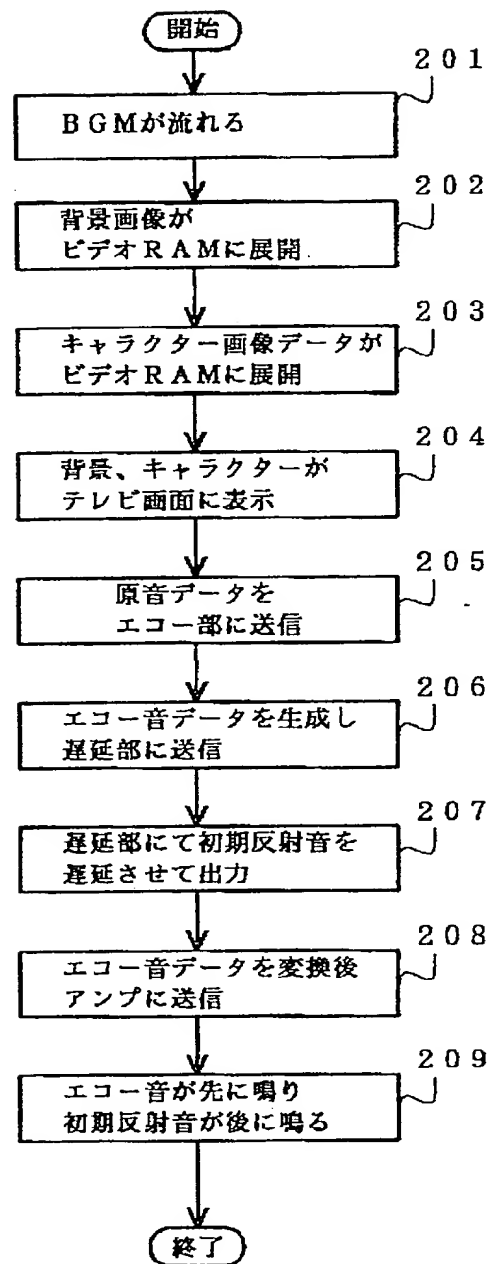 開始
201
BGMが流れる
202
背景画像が
ビデオRAMに展開
203
キャラクター画像データが
ビデオRAMに展開
204
背景、キャラクターが
テレビ画面に表示
205
原音データを
エコー部に送信
206
エコー音データを生成し
遅延部に送信
207
遅延部にて初期反射音を
遅延させて出力
208
エコー音データを変換後
アンプに送信
209
エコー音が先に鳴り
初期反射音が後に鳴る
終了